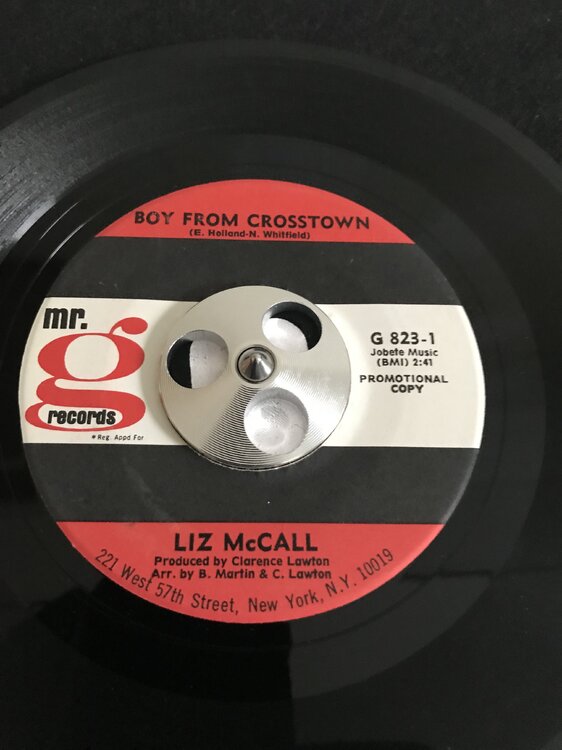 BOY FROM CROSSTOWN
(E. Holland-N. Whitfield)
mr.
g
records
# Reg. Appd For
G 823-1
Jobete Music
(BMI) 2:41
PROMOTIONAL
COPY
LIZ McCALL
Produced by Clarence Lawton
Arr. by B. Martin & C. Lawton
221 West 57th Street, New York, N.Y. 10019